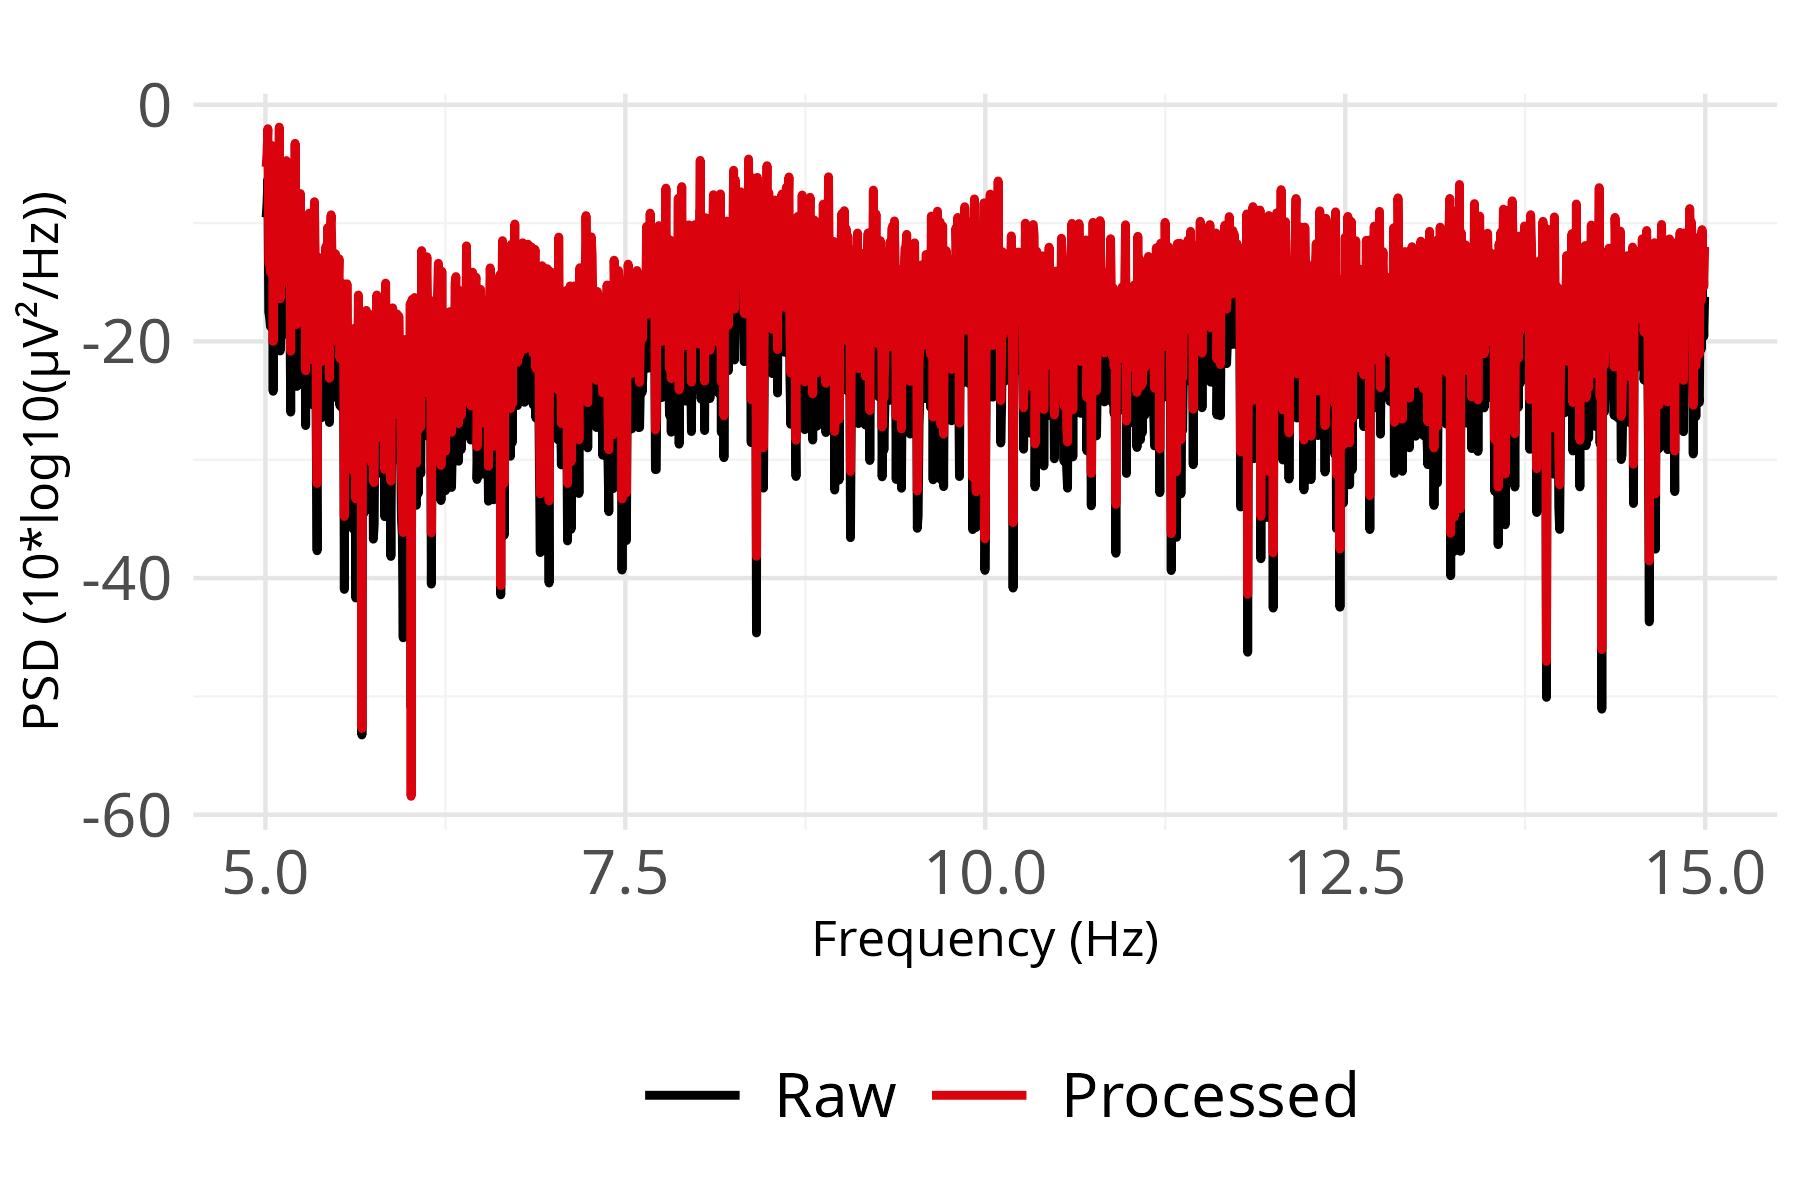 0
-20
-40
-60
PSD (10*log10(µV²/Hz))
5.0 7.5 10.0 12.5 15.0
Frequency (Hz)
Raw Processed